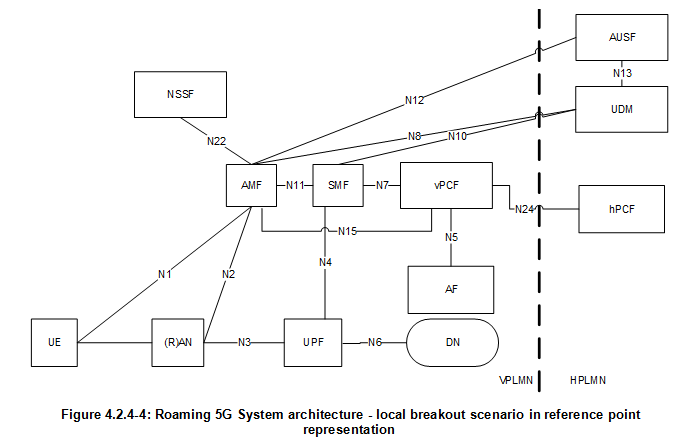 AUSF
N13
NSSF
N12
UDM
N22
N8
N10
AMF
N11
SMF
N7
vPCF
N24
hPCF
N15
N5
N1
N2
N4
AF
UE
(R)AN
N3
UPF
N6
DN
VPLMN
HPLMN
Figure 4.2.4-4: Roaming 5G System architecture - local breakout scenario in reference point
representation